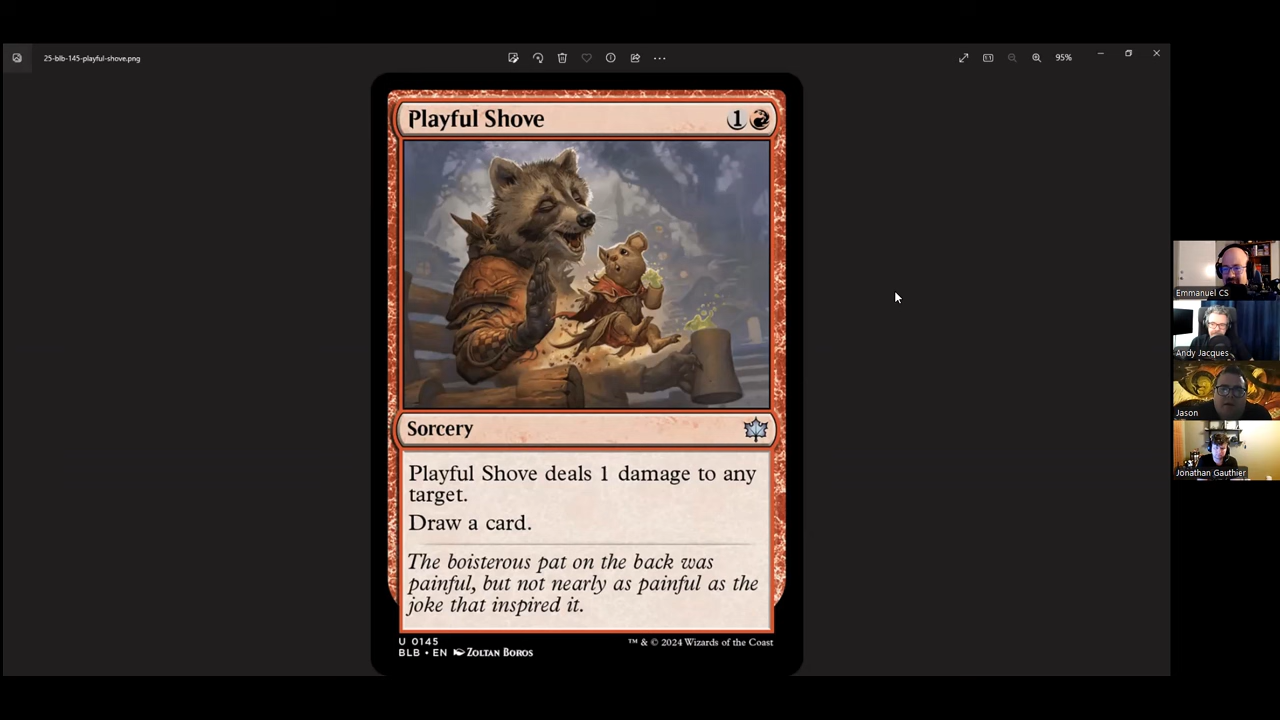 25-blb-145-playful-shove.png
95%
Playful Shove
1
Sorcery
Playful Shove deals 1 damage to any
target.
Draw a card.
The boisterous pat on the back was
painful, but not nearly as painful as the
joke that inspired it.
U 0145
BLB • EN ZOLTAN BOROS
™ & © 2024 Wizards of the Coast
Emmanuel CS
Andy Jacques
Jason
Jonathan Gauthier